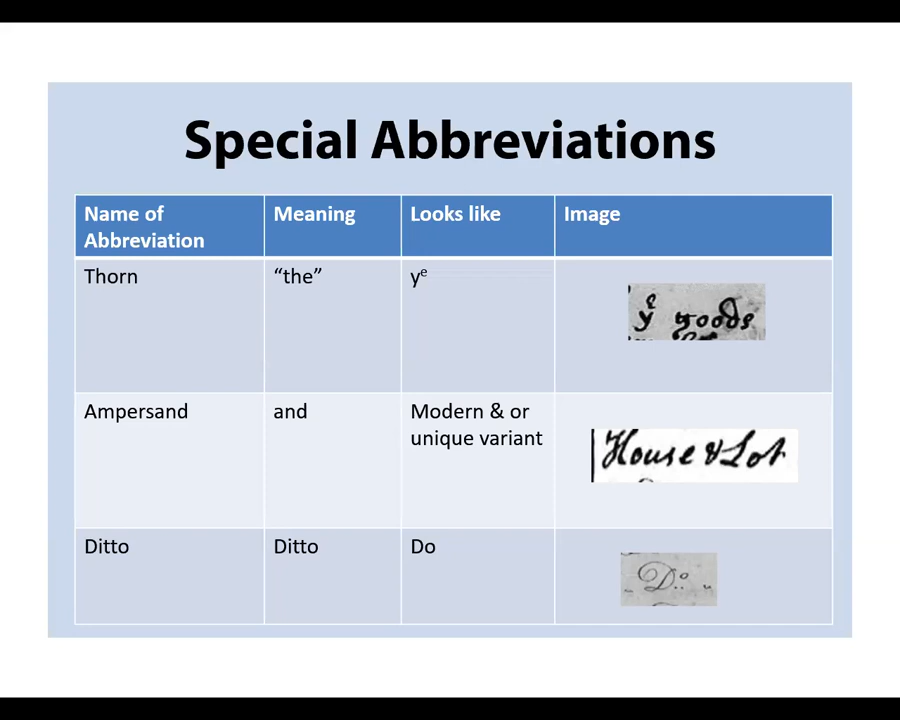 Special Abbreviations
Name of Abbreviation Meaning Looks like Image
Thorn “the” yᵉ yᵉ goods
Ampersand and Modern & or unique variant House & Lot
Ditto Ditto Do Do